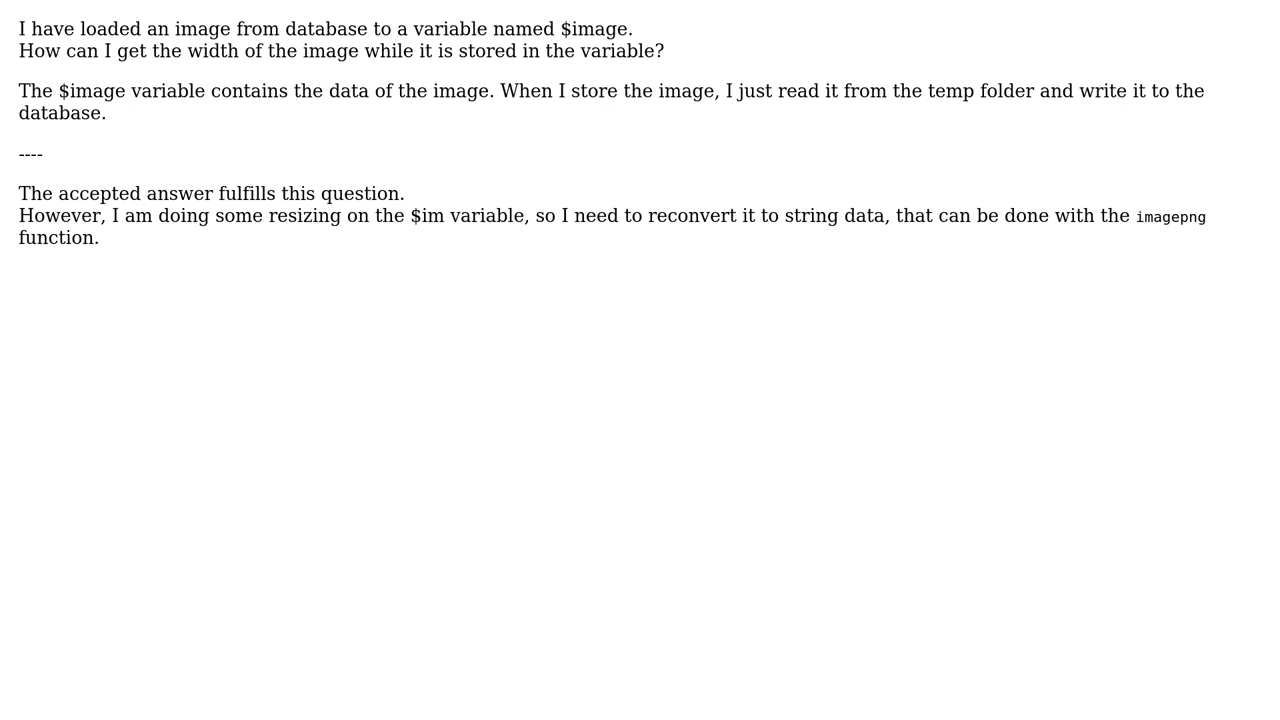 I have loaded an image from database to a variable named $image.
How can I get the width of the image while it is stored in the variable?
The $image variable contains the data of the image. When I store the image, I just read it from the temp folder and write it to the
database.
----
The accepted answer fulfills this question.
However, I am doing some resizing on the $im variable, so I need to reconvert it to string data, that can be done with the imagepng
function.